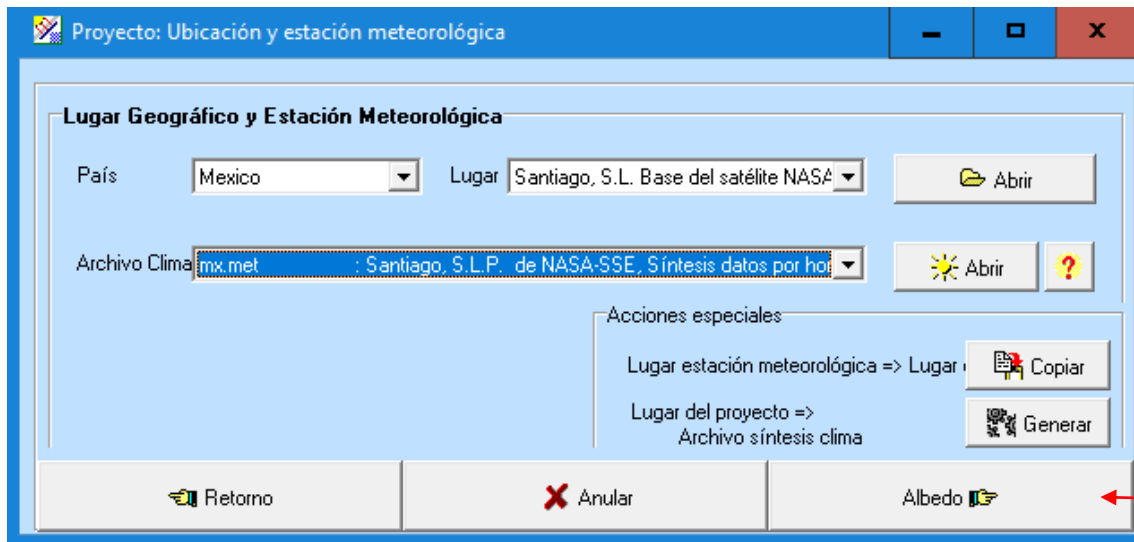 Proyecto: Ubicación y estación meteorológica
Lugar Geográfico y Estación Meteorológica
País Mexico Lugar Santiago, S.L. Base del satélite NASA Abrir
Archivo Clima mx.met : Santiago, S.L.P. de NASA-SSE, Síntesis datos por Abrir ?
Acciones especiales
Lugar estación meteorológica => Lugar Copiar
Lugar del proyecto =>
Archivo síntesis clima Generar
Retorno Anular Albedo